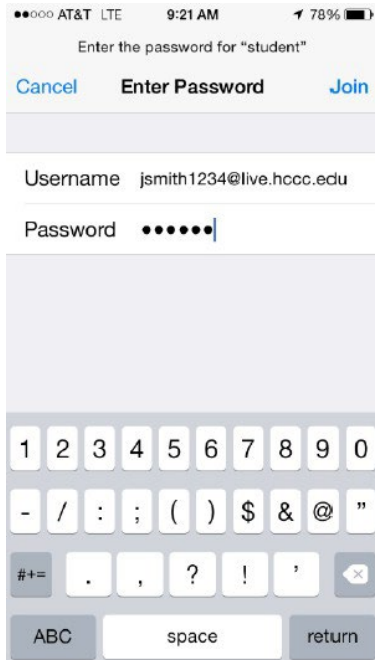 AT&T LTE 9:21 AM 78%
Enter the password for “student”
Cancel Enter Password Join
Username jsmith1234@live.hccc.edu
Password ••••••
1 2 3 4 5 6 7 8 9 0
- / : ; ( ) $ & @ ”
#+= . , ? ! ’
ABC space return